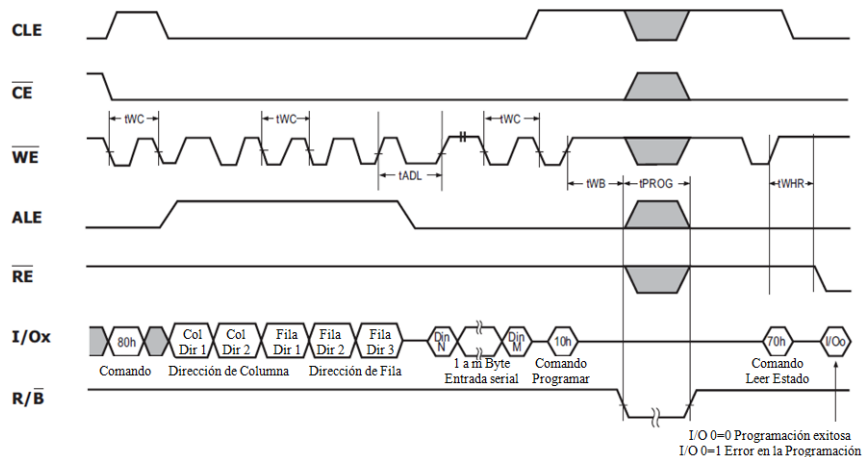 CLE
CE
tWC tWC tWC
WE
tADL
tWB tPROG tWHR
ALE
RE
I/Ox
80h Col Dir 1 Col Dir 2 Fila Dir 1 Fila Dir 2 Fila Dir 3 Din N Din M 10h 70h I/Oo
Comando Dirección de Columna Dirección de Fila
1 a m Byte
Entrada serial
Comando
Programar
Comando
Leer Estado
R/B
I/O 0=0 Programación exitosa
I/O 0=1 Error en la Programación